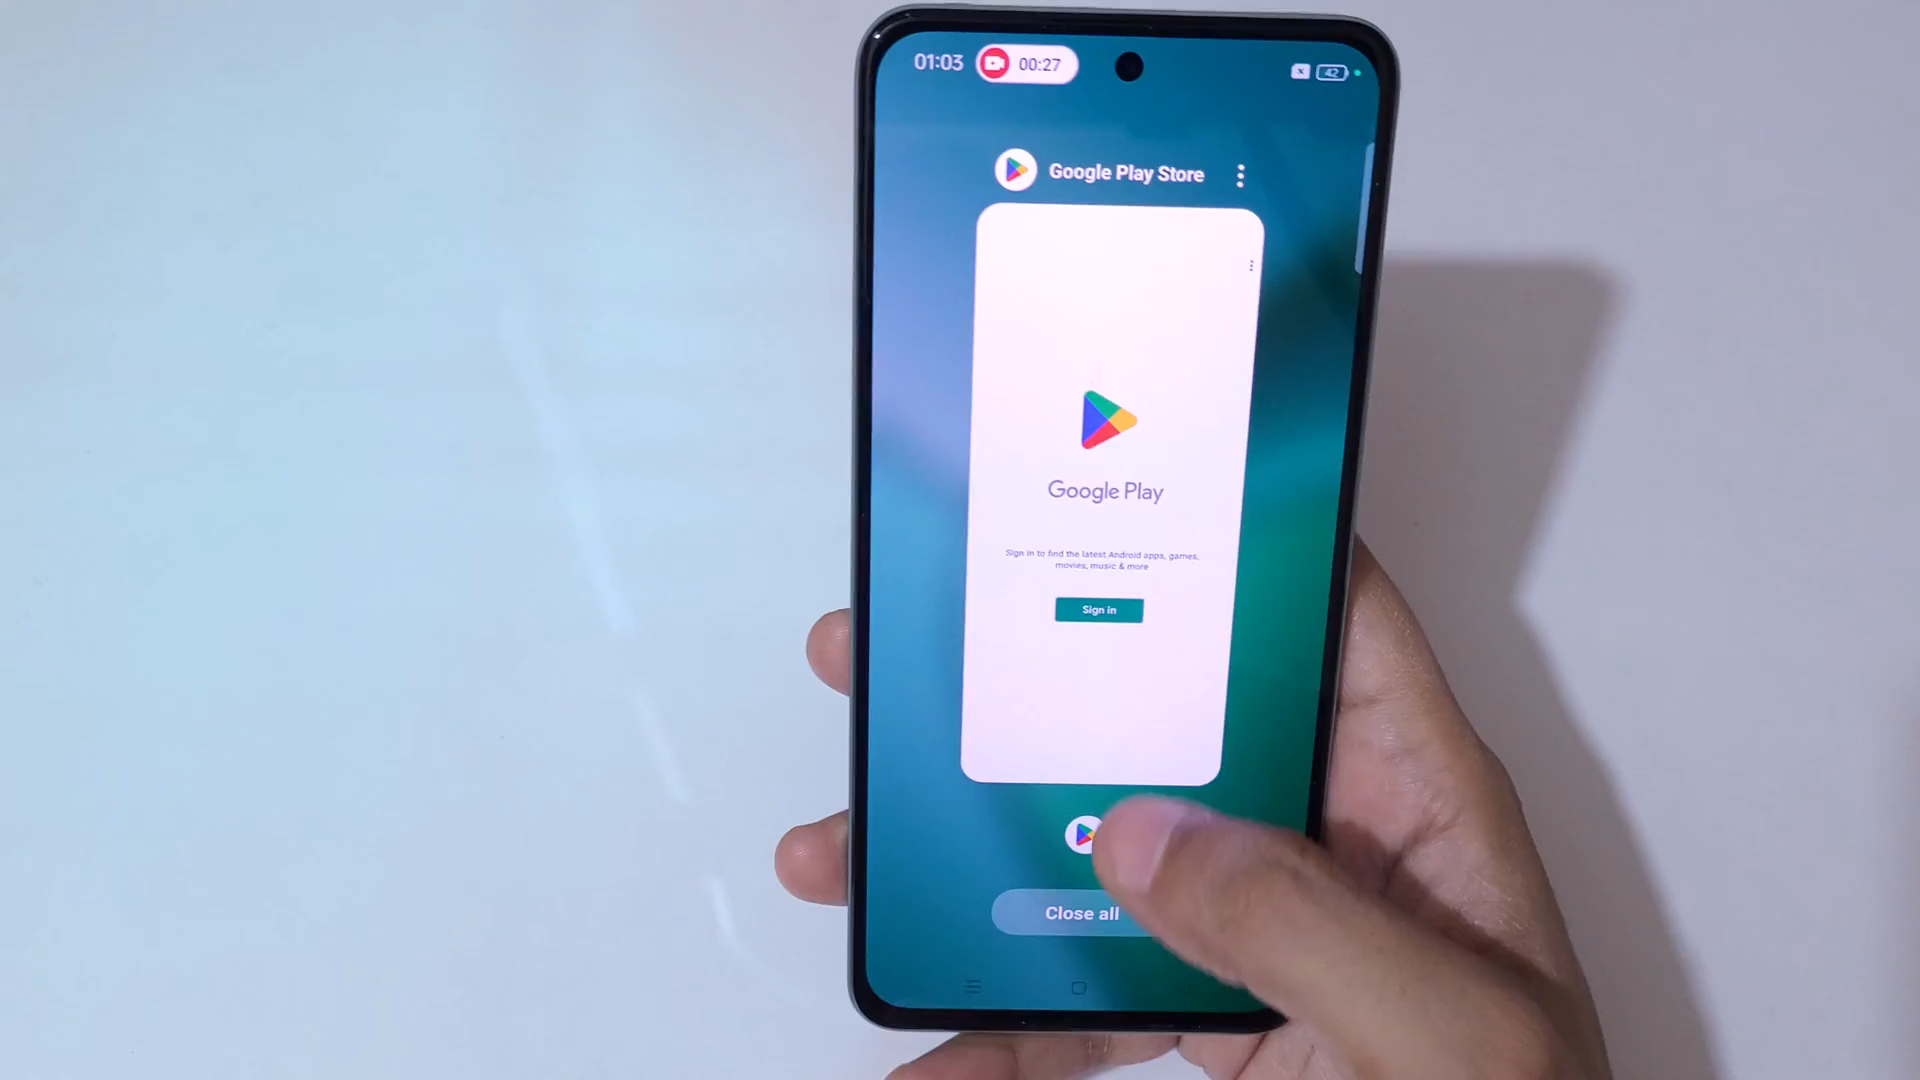 01:03
00:27
x
42
Google Play Store
Google Play
Sign in to find the latest Android apps, games,
movies, music & more
Sign in
Close all